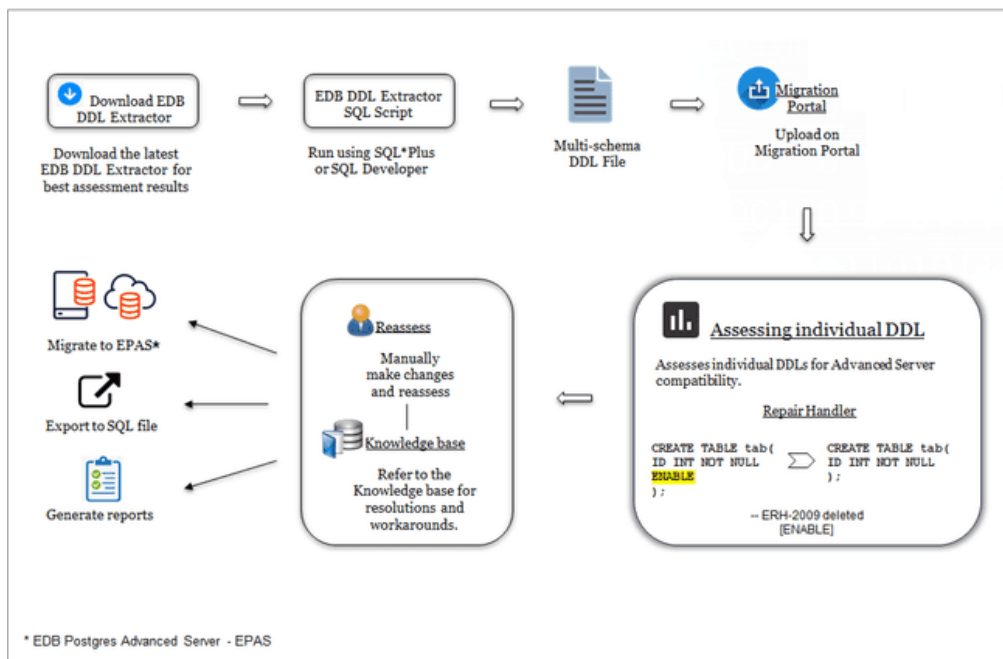 Download EDB
DDL Extractor
Download the latest
EDB DDL Extractor for
best assessment results
EDB DDL Extractor
SQL Script
Run using SQL*Plus
or SQL Developer
Multi-schema
DDL File
Migration
Portal
Upload on
Migration Portal
Assessing individual DDL
Assesses individual DDLs for Advanced Server
compatibility.
Repair Handler
CREATE TABLE tab(
ID INT NOT NULL
ENABLE
);
CREATE TABLE tab(
ID INT NOT NULL
);
-- ERH-2009 deleted
[ENABLE]
Reassess
Manually
make changes
and reassess
Knowledge base
Refer to the
Knowledge base for
resolutions and
workarounds.
Migrate to EPAS*
Export to SQL file
Generate reports
* EDB Postgres Advanced Server - EPAS